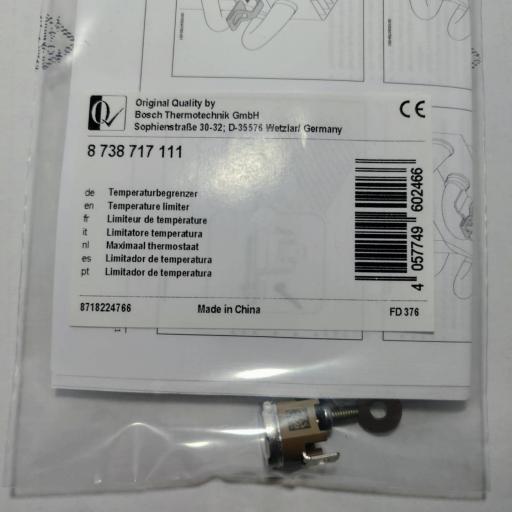 Original Quality by
Bosch Thermotechnik GmbH
Sophienstraße 30-32; D-35576 Wetzlar/ Germany
8 738 717 111
de Temperaturbegrenzer
en Temperature limiter
fr Limiteur de température
it Limitatore temperatura
nl Maximaal thermostaat
es Limitador de temperatura
pt Limitador de temperatura
4 057749 602466
8718224766 Made in China FD 376